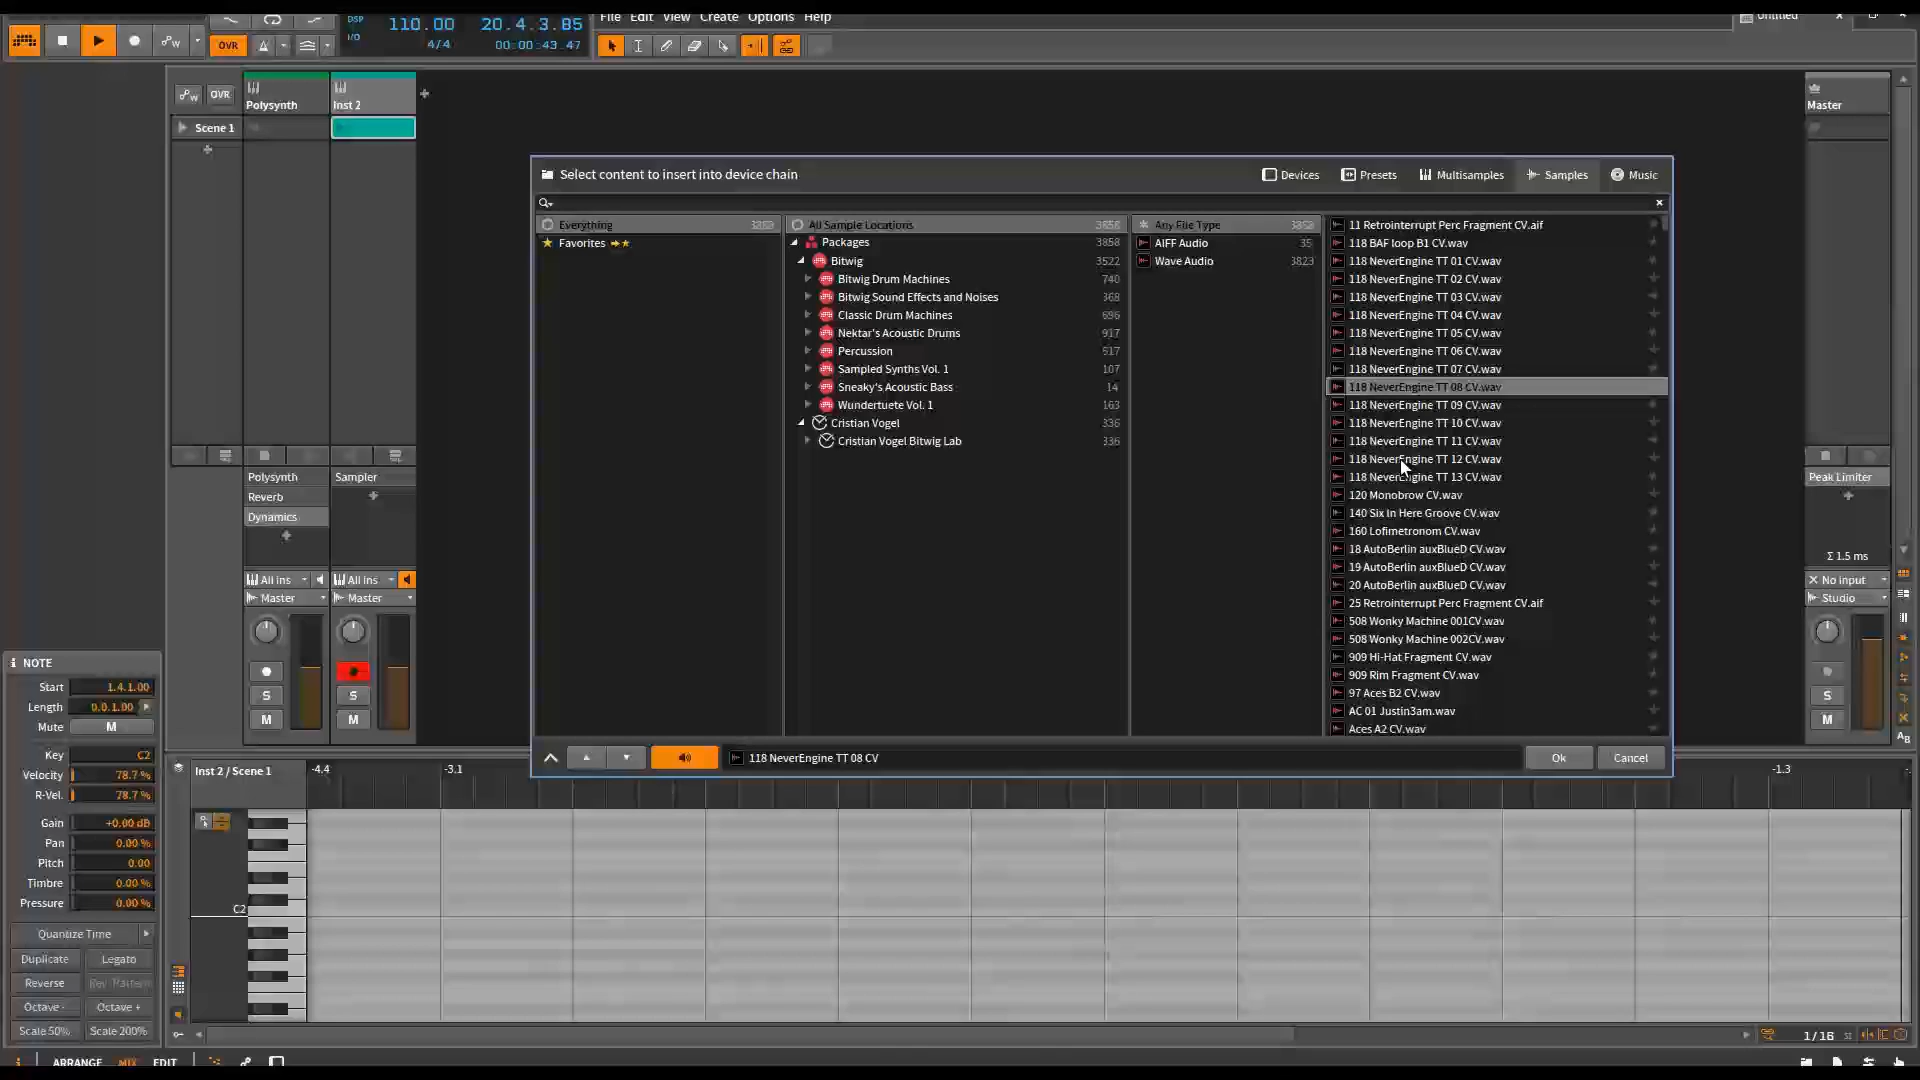 File Edit View Create Options Help
Untitled
DSP
I/O
110.00
4/4
20.4.3.85
00:00:43.47
OVR
OVR
Polysynth
Inst 2
Master
Scene 1
Select content to insert into device chain
Devices
Presets
Multisamples
Samples
Music
Everything
Favorites
All Sample Locations 3858
Packages 3858
Bitwig 3522
Bitwig Drum Machines 740
Bitwig Sound Effects and Noises 368
Classic Drum Machines 696
Nektar's Acoustic Drums 917
Percussion 517
Sampled Synths Vol. 1 107
Sneaky's Acoustic Bass 14
Wundertuete Vol. 1 163
Cristian Vogel 336
Cristian Vogel Bitwig Lab 336
Any File Type
AIFF Audio 35
Wave Audio 3823
11 Retrointerrupt Perc Fragment CV.aif
118 BAF loop B1 CV.wav
118 NeverEngine TT 01 CV.wav
118 NeverEngine TT 02 CV.wav
118 NeverEngine TT 03 CV.wav
118 NeverEngine TT 04 CV.wav
118 NeverEngine TT 05 CV.wav
118 NeverEngine TT 06 CV.wav
118 NeverEngine TT 07 CV.wav
118 NeverEngine TT 08 CV.wav
118 NeverEngine TT 09 CV.wav
118 NeverEngine TT 10 CV.wav
118 NeverEngine TT 11 CV.wav
118 NeverEngine TT 12 CV.wav
118 NeverEngine TT 13 CV.wav
120 Monobrow CV.wav
140 Six In Here Groove CV.wav
160 Lofimetronom CV.wav
18 AutoBerlin auxBlueD CV.wav
19 AutoBerlin auxBlueD CV.wav
20 AutoBerlin auxBlueD CV.wav
25 Retrointerrupt Perc Fragment CV.aif
508 Wonky Machine 001CV.wav
508 Wonky Machine 002CV.wav
909 Hi-Hat Fragment CV.wav
909 Rim Fragment CV.wav
97 Aces B2 CV.wav
AC 01 Justin3am.wav
Aces A2 CV.wav
118 NeverEngine TT 08 CV
Ok
Cancel
Polysynth
Reverb
Dynamics
Sampler
Peak Limiter
Σ 1.5 ms
All ins
All ins
No input
Master
Master
Studio
S
S
S
M
M
M
NOTE
Start 1.4.1.00
Length 0.0.1.00
Mute M
Key C2
Velocity 78.7 %
R-Vel. 78.7 %
Gain +0.00 dB
Pan 0.00 %
Pitch 0.00
Timbre 0.00 %
Pressure 0.00 %
Quantize Time
Duplicate Legato
Reverse
Octave - Octave +
Scale 50% Scale 200%
Inst 2 / Scene 1
-4.4
-3.1
-1.3
C2
1/16
ARRANGE MIX EDIT